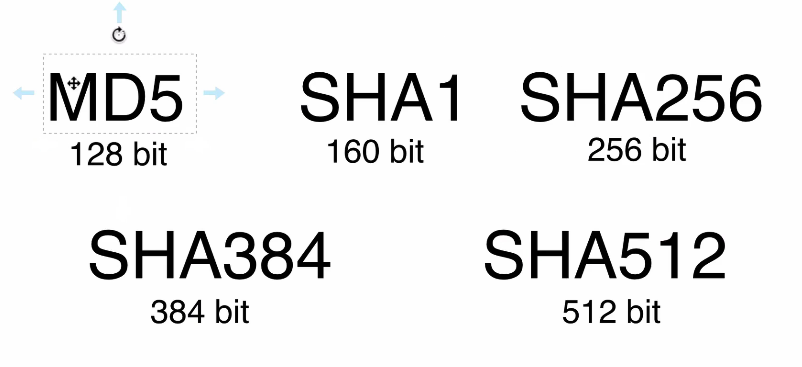 MD5 SHA1 SHA256
128 bit 160 bit 256 bit
SHA384 SHA512
384 bit 512 bit